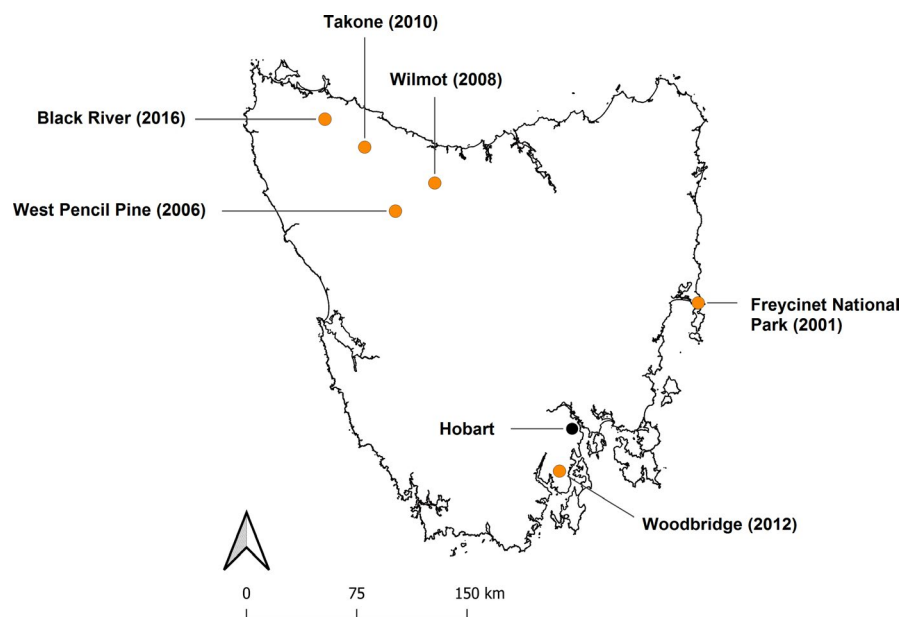 Takone (2010)
Wilmot (2008)
Black River (2016)
West Pencil Pine (2006)
Freycinet National
Park (2001)
Hobart
Woodbridge (2012)
0 75 150 km